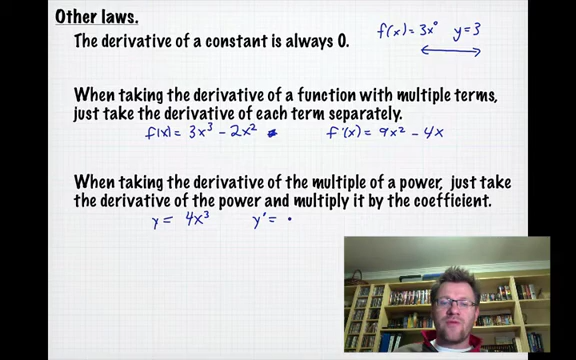 Other laws.
f(x) = 3x⁰ y = 3
The derivative of a constant is always 0.
When taking the derivative of a function with multiple terms,
just take the derivative of each term separately.
f(x) = 3x³ - 2x² f'(x) = 9x² - 4x
When taking the derivative of the multiple of a power, just take
the derivative of the power and multiply it by the coefficient.
y = 4x³ y' =